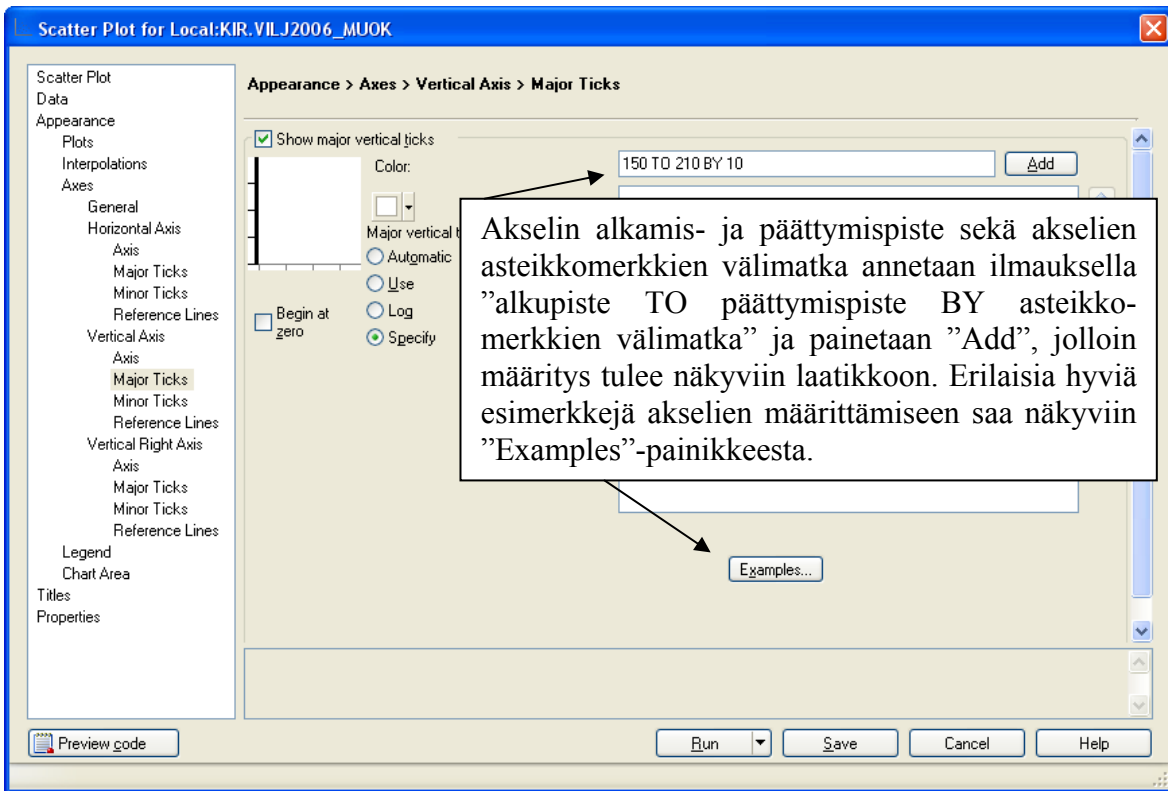 Scatter Plot for Local:KIR.VILJ2006_MUOK
Scatter Plot
Data
Appearance
Plots
Interpolations
Axes
General
Horizontal Axis
Axis
Major Ticks
Minor Ticks
Reference Lines
Vertical Axis
Axis
Major Ticks
Minor Ticks
Reference Lines
Vertical Right Axis
Axis
Major Ticks
Minor Ticks
Reference Lines
Legend
Chart Area
Titles
Properties
Appearance > Axes > Vertical Axis > Major Ticks
Show major vertical ticks
Color:
150 TO 210 BY 10
Add
Major vertical
Automatic
Use
Log
Specify
Begin at
zero
Akselin alkamis- ja päättymispiste sekä akselien
asteikkomerkkien välimatka annetaan ilmauksella
”alkupiste TO päättymispiste BY asteikko-
merkkien välimatka” ja painetaan ”Add”, jolloin
määritys tulee näkyviin laatikkoon. Erilaisia hyviä
esimerkkejä akselien määrittämiseen saa näkyviin
”Examples”-painikkeesta.
Examples...
Preview code
Run
Save
Cancel
Help